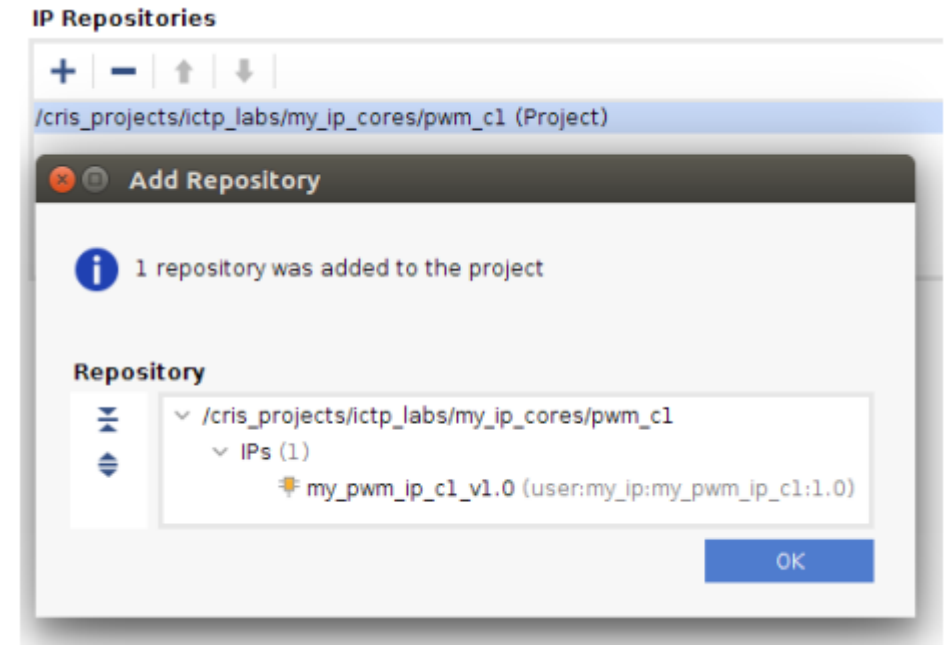 IP Repositories
/cris_projects/ictp_labs/my_ip_cores/pwm_c1 (Project)
Add Repository
1 repository was added to the project
Repository
/cris_projects/ictp_labs/my_ip_cores/pwm_c1
IPs (1)
my_pwm_ip_c1_v1.0 (user:my_ip:my_pwm_ip_c1:1.0)
OK